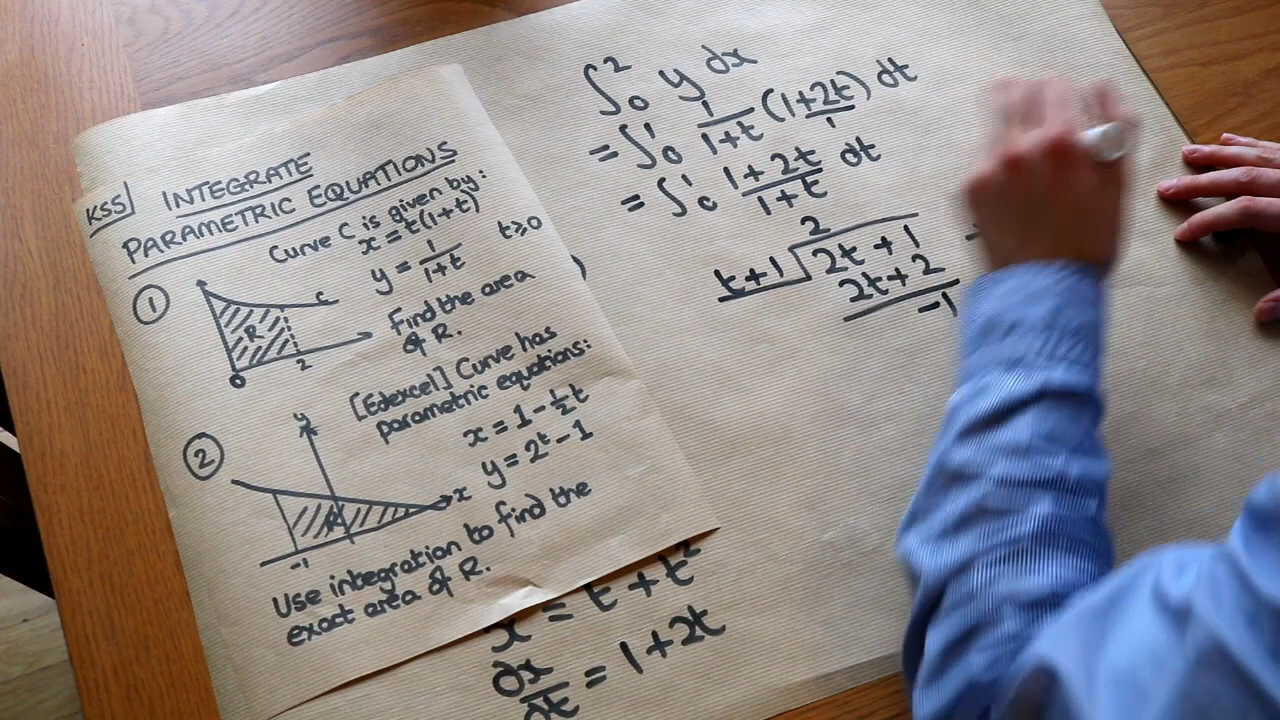 KSS INTEGRATE
PARAMETRIC EQUATIONS
Curve C is given by:
x = t(1+t)
y = 1/(1+t) t≥0
1
C
R
O 2
Find the area
of R.
[Edexcel] Curve has
parametric equations:
x = 1 - ½t
y = 2^t - 1
2
y
x
R
-1
Use integration to find the
exact area of R.
x = t + t²
dx/dt = 1 + 2t
∫₀² y dx
= ∫₀¹ 1/(1+t) (1+2t)/1 dt
= ∫₀¹ (1+2t)/(1+t) dt
2
t+1 2t + 1
2t + 2
-1